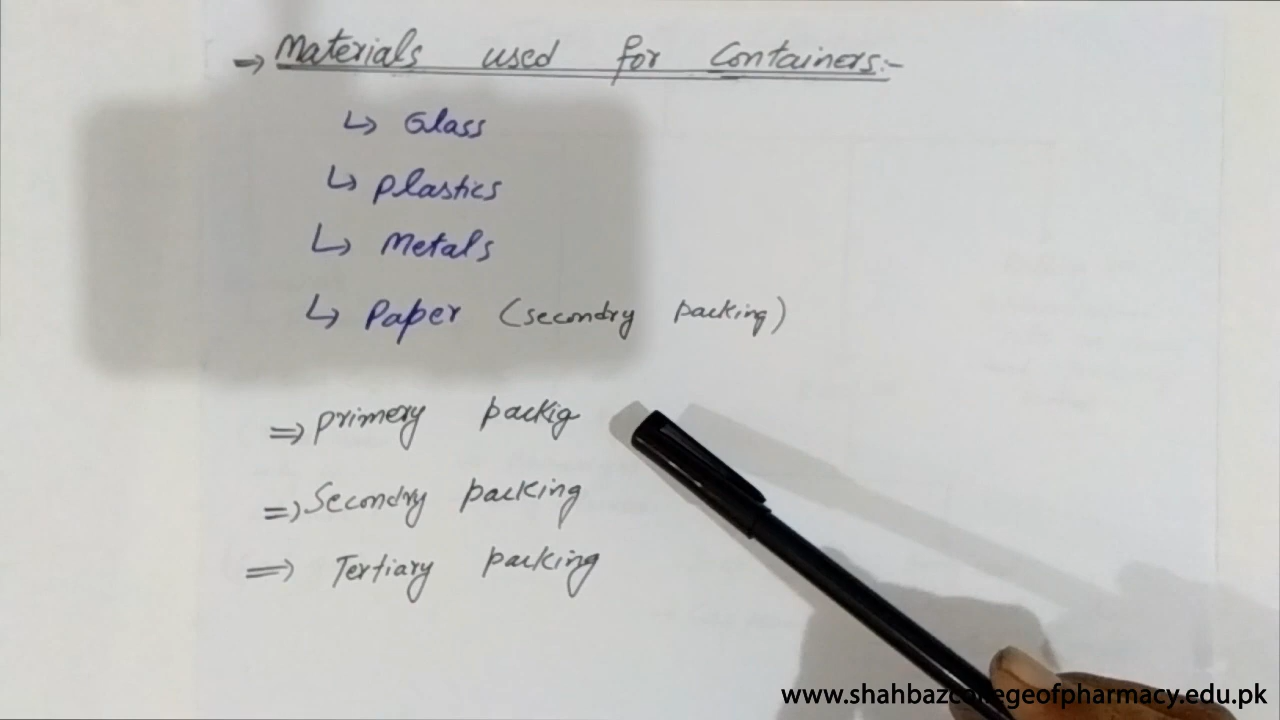 → Materials used for Containers:-
↳ Glass
↳ plastics
↳ Metals
↳ Paper (secondry packing)
⇒ primery packig
⇒ Secondry packing
⇒ Tertiary packing
www.shahbazcollegeofpharmacy.edu.pk